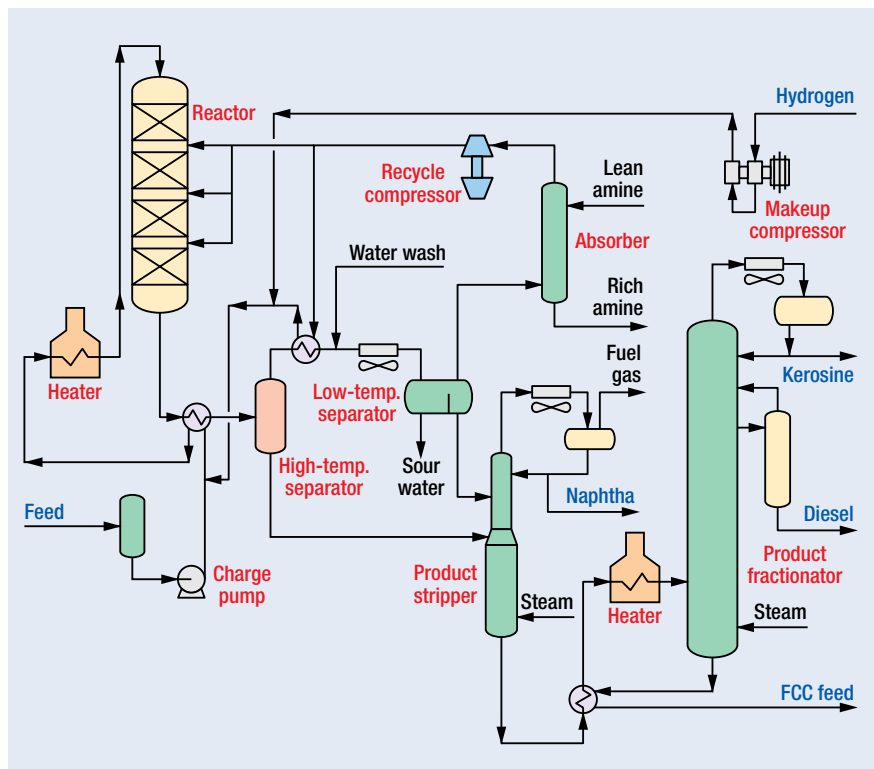 Hydrogen
Reactor
Recycle
compressor
Lean
amine
Makeup
compressor
Absorber
Water wash
Rich
amine
Fuel
gas
Kerosine
Heater
Low-temp.
separator
High-temp.
separator
Sour
water
Naphtha
Feed
Diesel
Charge
pump
Product
stripper
Steam
Heater
Product
fractionator
Steam
FCC feed